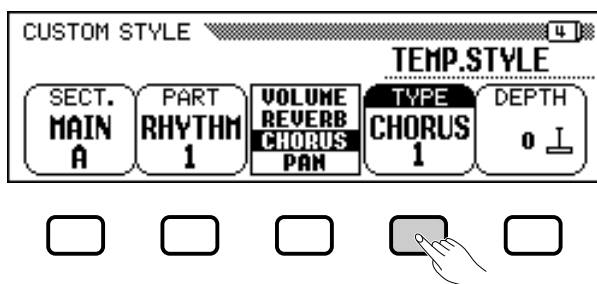 CUSTOM STYLE
4
TEMP.STYLE
SECT.
MAIN
A
PART
RHYTHM
1
VOLUME
REVERB
CHORUS
PAN
TYPE
CHORUS
1
DEPTH
0